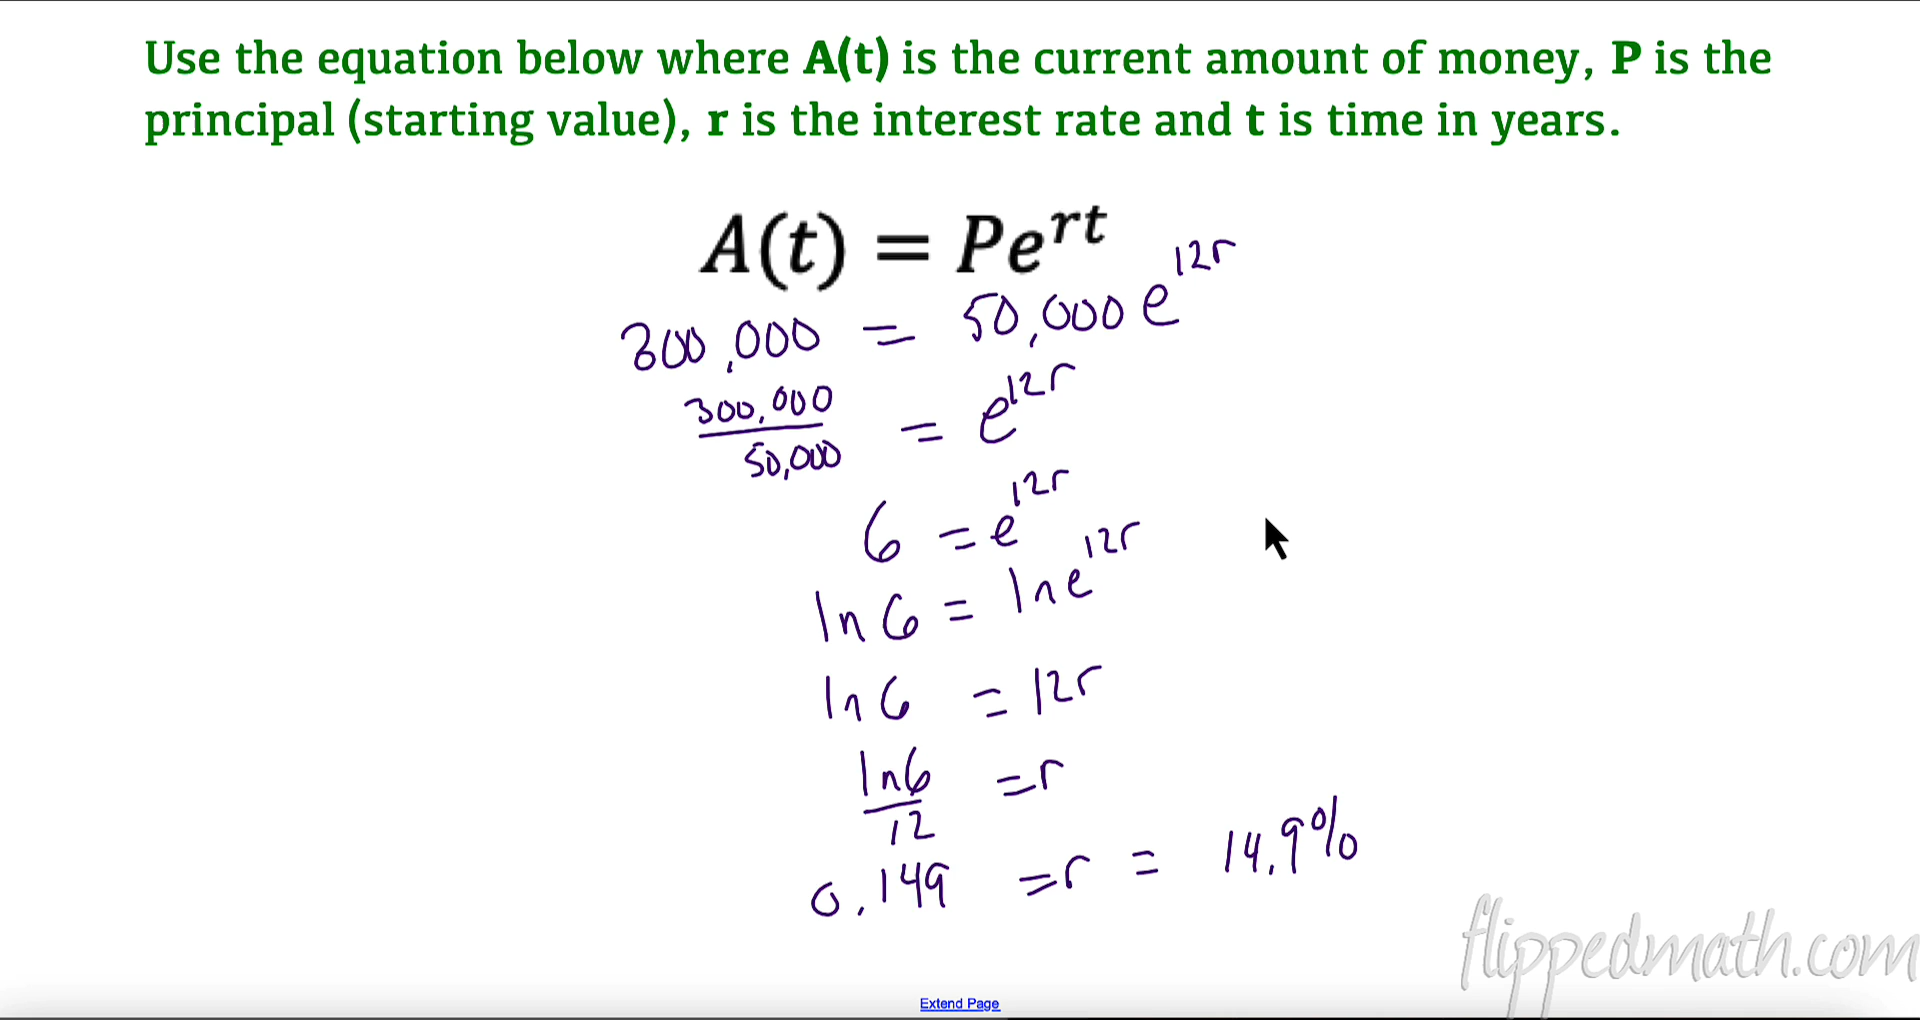 Use the equation below where A(t) is the current amount of money, P is the
principal (starting value), r is the interest rate and t is time in years.
A(t) = Pe^{rt}
300,000 = 50,000 e^{12r}
300,000/50,000 = e^{12r}
6 = e^{12r}
ln 6 = ln e^{12r}
ln 6 = 12r
ln 6/12 = r
0.149 = r = 14.9%
flippedmath.com
Extend Page